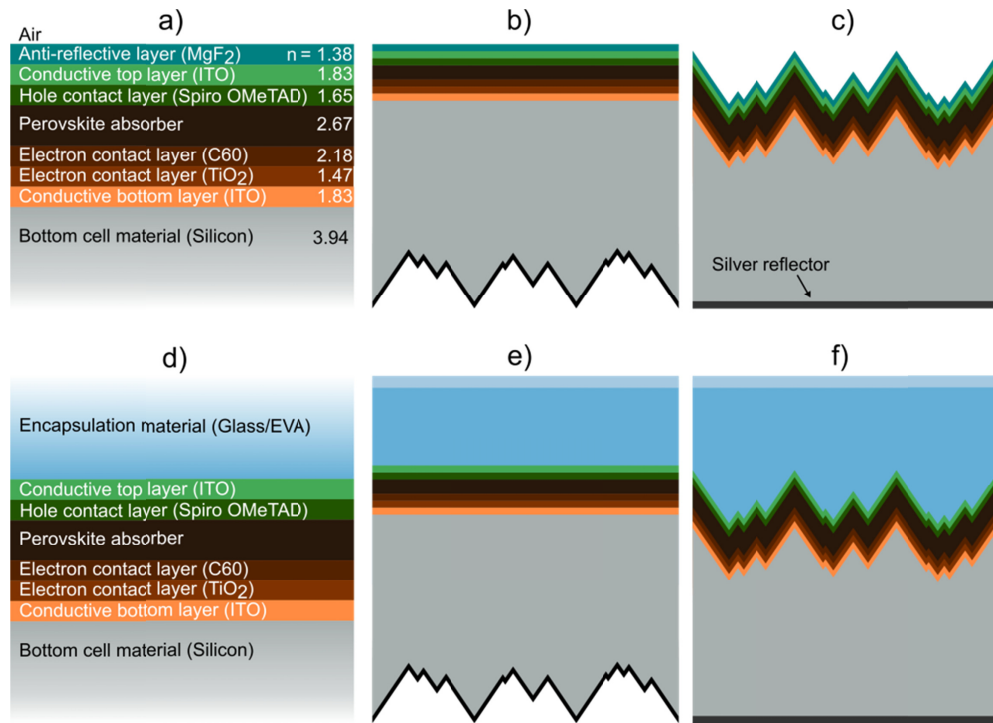 a)
b)
c)
Air
Anti-reflective layer (MgF2) n = 1.38
Conductive top layer (ITO) 1.83
Hole contact layer (Spiro OMeTAD) 1.65
Perovskite absorber 2.67
Electron contact layer (C60) 2.18
Electron contact layer (TiO2) 1.47
Conductive bottom layer (ITO) 1.83
Bottom cell material (Silicon) 3.94
Silver reflector
d)
e)
f)
Encapsulation material (Glass/EVA)
Conductive top layer (ITO)
Hole contact layer (Spiro OMeTAD)
Perovskite absorber
Electron contact layer (C60)
Electron contact layer (TiO2)
Conductive bottom layer (ITO)
Bottom cell material (Silicon)